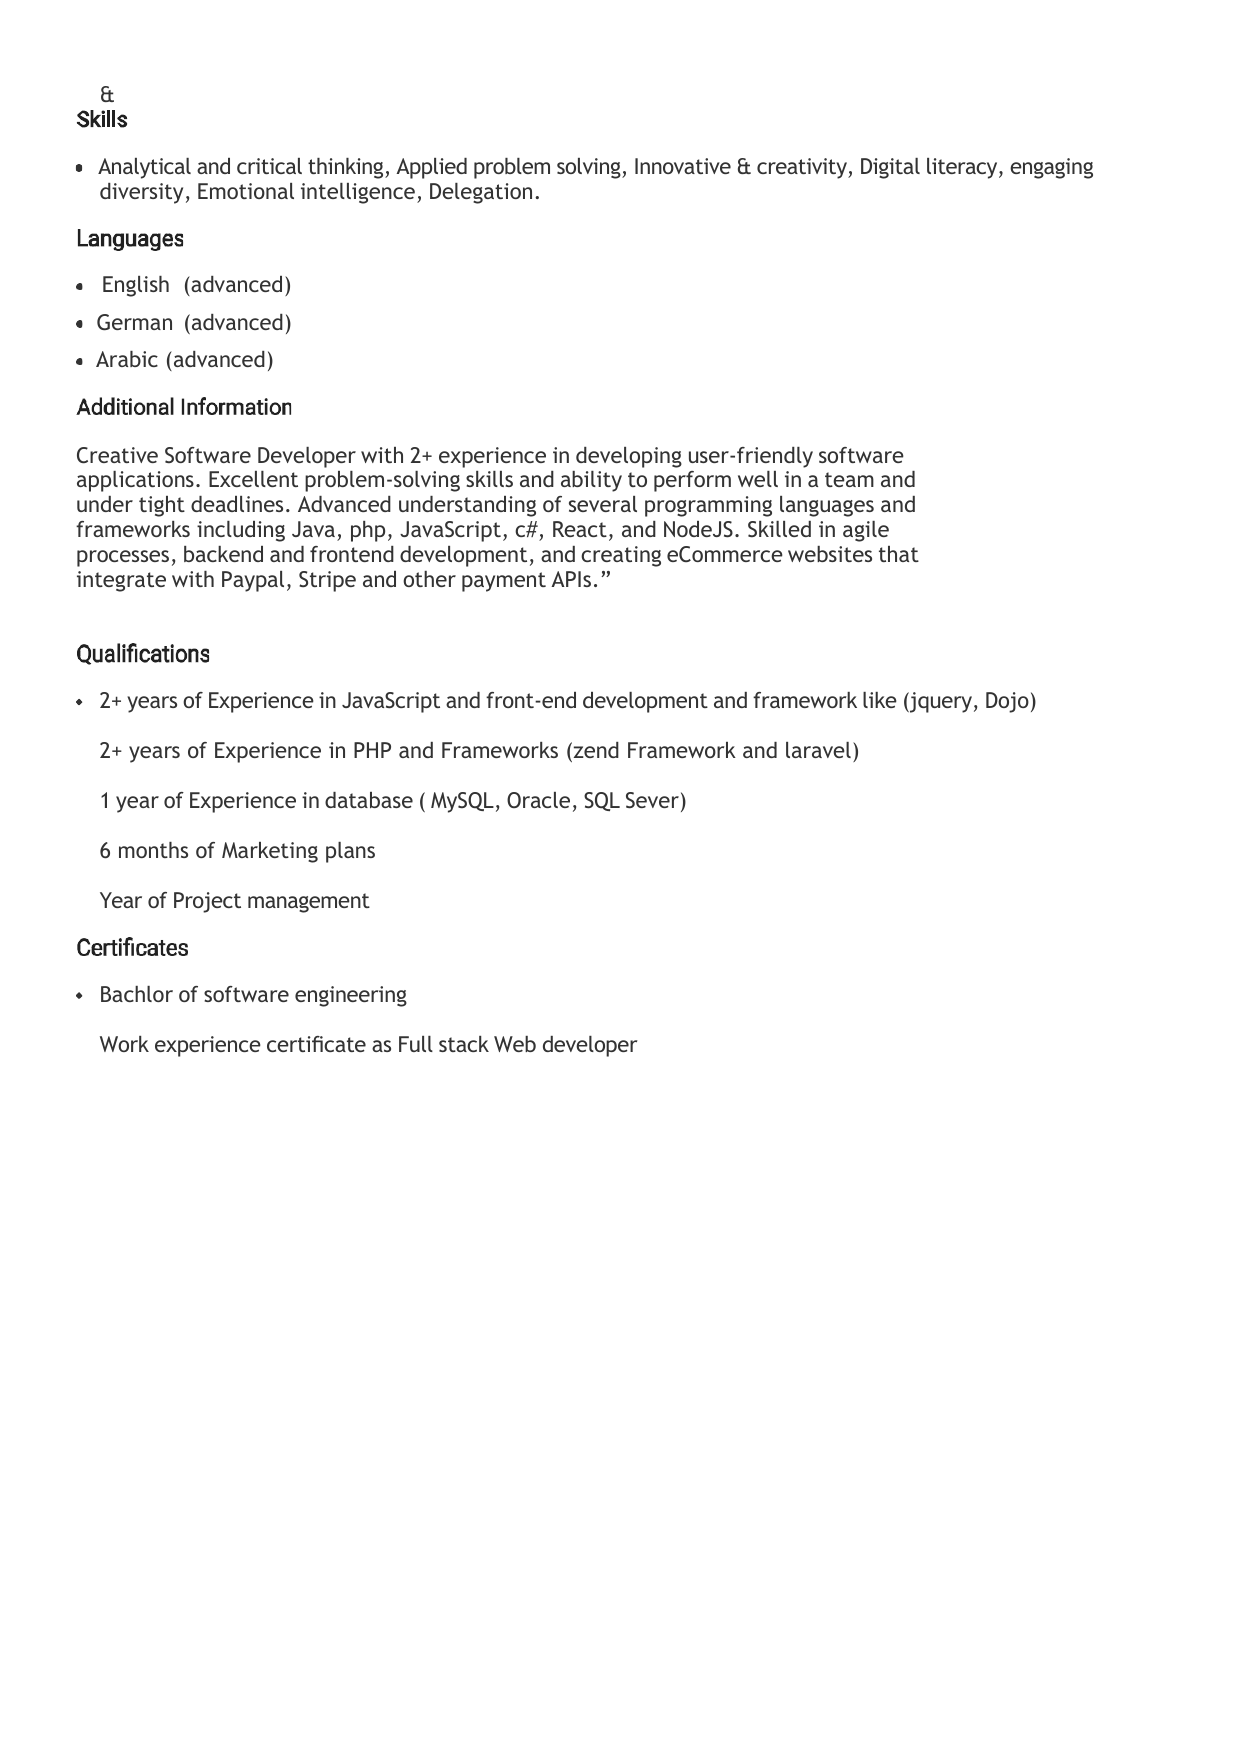 &
Skills
• Analytical and critical thinking, Applied problem solving, Innovative & creativity, Digital literacy, engaging
diversity, Emotional intelligence, Delegation.
Languages
• English (advanced)
• German (advanced)
• Arabic (advanced)
Additional Information
Creative Software Developer with 2+ experience in developing user-friendly software
applications. Excellent problem-solving skills and ability to perform well in a team and
under tight deadlines. Advanced understanding of several programming languages and
frameworks including Java, php, JavaScript, c#, React, and NodeJS. Skilled in agile
processes, backend and frontend development, and creating eCommerce websites that
integrate with Paypal, Stripe and other payment APIs.”
Qualifications
• 2+ years of Experience in JavaScript and front-end development and framework like (jquery, Dojo)
2+ years of Experience in PHP and Frameworks (zend Framework and laravel)
1 year of Experience in database ( MySQL, Oracle, SQL Sever)
6 months of Marketing plans
Year of Project management
Certificates
• Bachlor of software engineering
Work experience certificate as Full stack Web developer